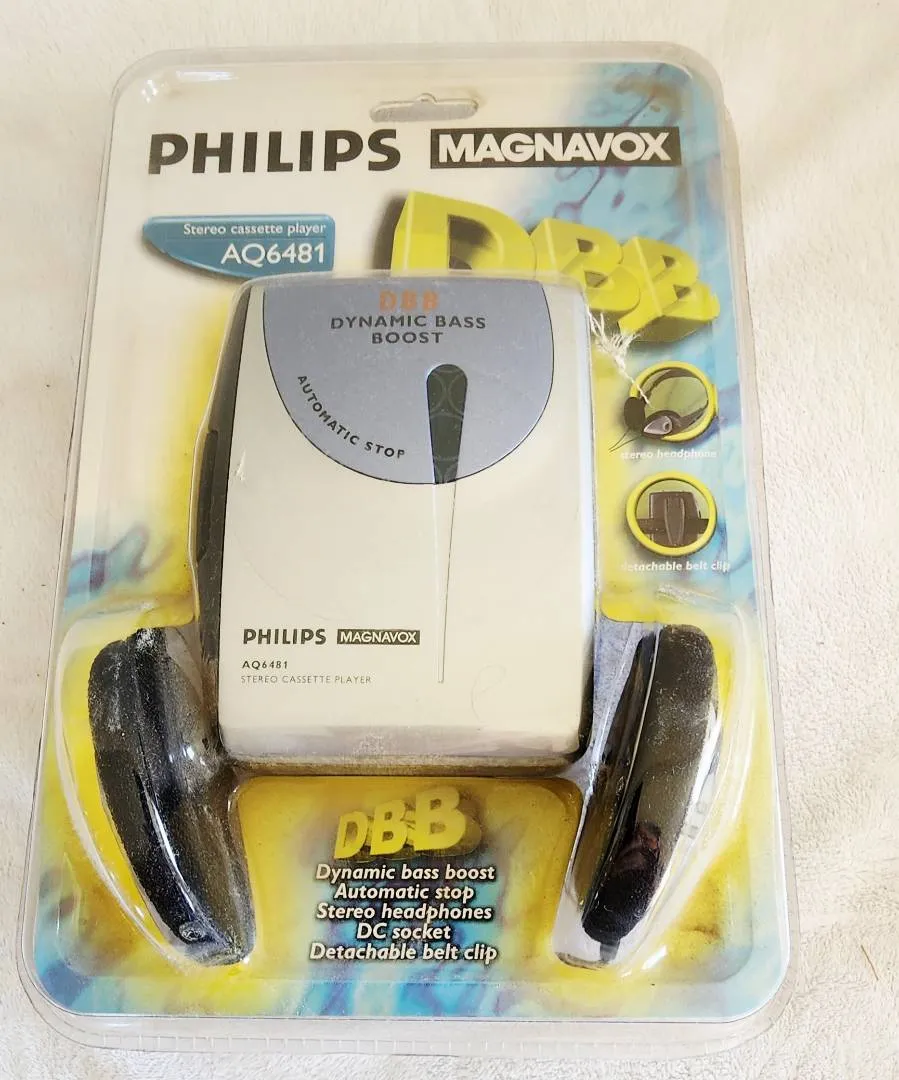 PHILIPS MAGNAVOX
Stereo cassette player
AQ6481
DBB
DBB
DYNAMIC BASS
BOOST
AUTOMATIC STOP
stereo headphone
detachable belt clip
PHILIPS MAGNAVOX
AQ6481
STEREO CASSETTE PLAYER
DBB
Dynamic bass boost
Automatic stop
Stereo headphones
DC socket
Detachable belt clip